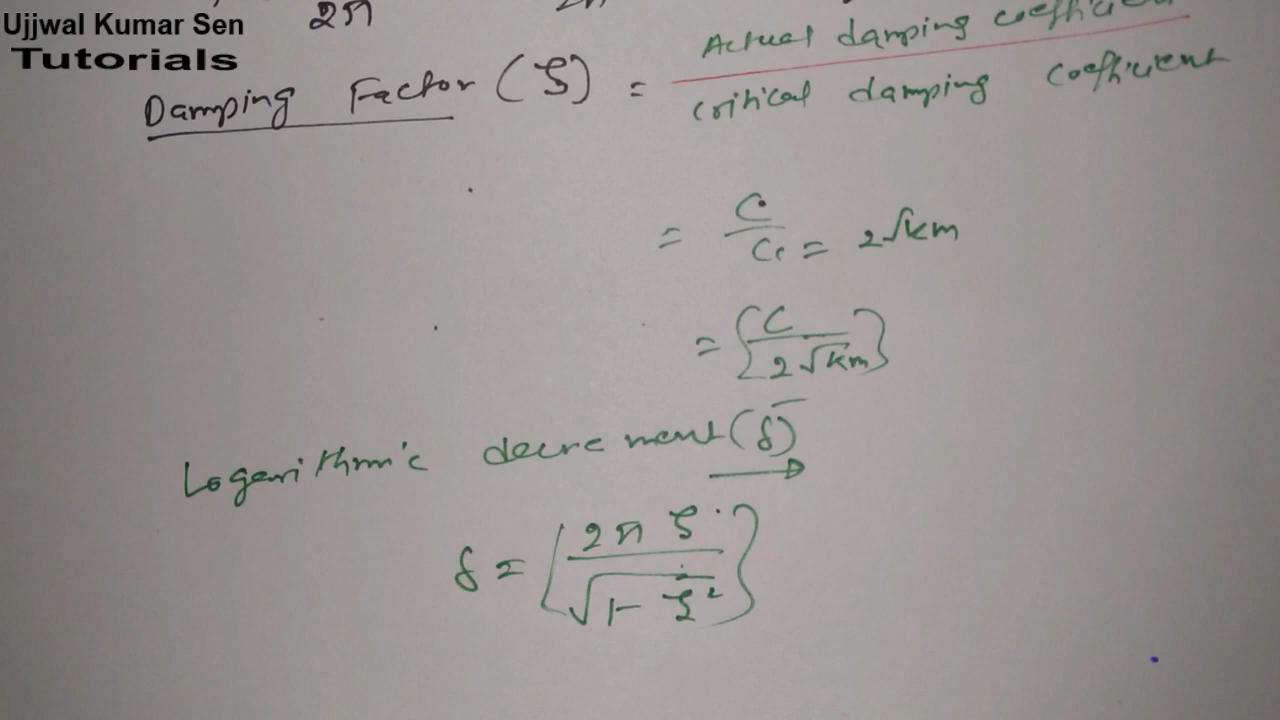 Ujjwal Kumar Sen
Tutorials
2π
Damping Factor (ζ) = Actual damping coefficient
critical damping coefficient
= C
Cc = 2√km
= {C
2√km}
Logarithmic decrement (δ)
δ = {2π ζ
√1-ζ²}